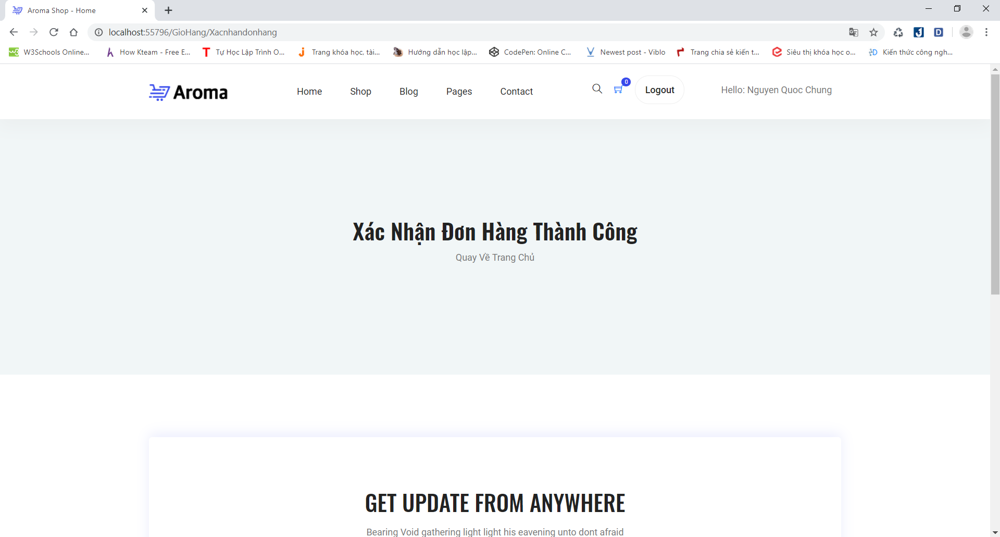 Aroma Shop - Home
localhost:55796/GioHang/Xacnhandonhang
W3Schools Online... How Kteam - Free E... Tự Học Lập Trình O... Trang khóa học, tài... Hướng dẫn học lập... CodePen: Online C... Newest post - Viblo Trang chia sẻ kiến t... Siêu thị khóa học o... Kiến thức công ngh...
Aroma Home Shop Blog Pages Contact 0 Logout Hello: Nguyen Quoc Chung
Xác Nhận Đơn Hàng Thành Công
Quay Về Trang Chủ
GET UPDATE FROM ANYWHERE
Bearing Void gathering light light his eavening unto dont afraid